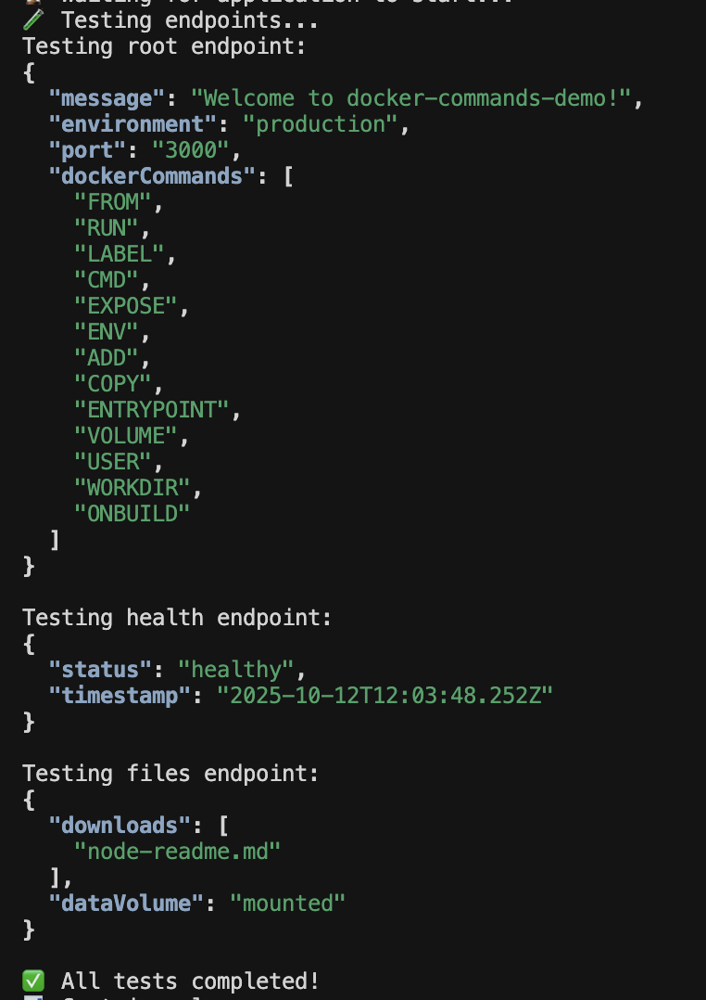 🧪 Testing endpoints...
Testing root endpoint:
{
  "message": "Welcome to docker-commands-demo!",
  "environment": "production",
  "port": "3000",
  "dockerCommands": [
    "FROM",
    "RUN",
    "LABEL",
    "CMD",
    "EXPOSE",
    "ENV",
    "ADD",
    "COPY",
    "ENTRYPOINT",
    "VOLUME",
    "USER",
    "WORKDIR",
    "ONBUILD"
  ]
}
Testing health endpoint:
{
  "status": "healthy",
  "timestamp": "2025-10-12T12:03:48.252Z"
}
Testing files endpoint:
{
  "downloads": [
    "node-readme.md"
  ],
  "dataVolume": "mounted"
}
✅ All tests completed!